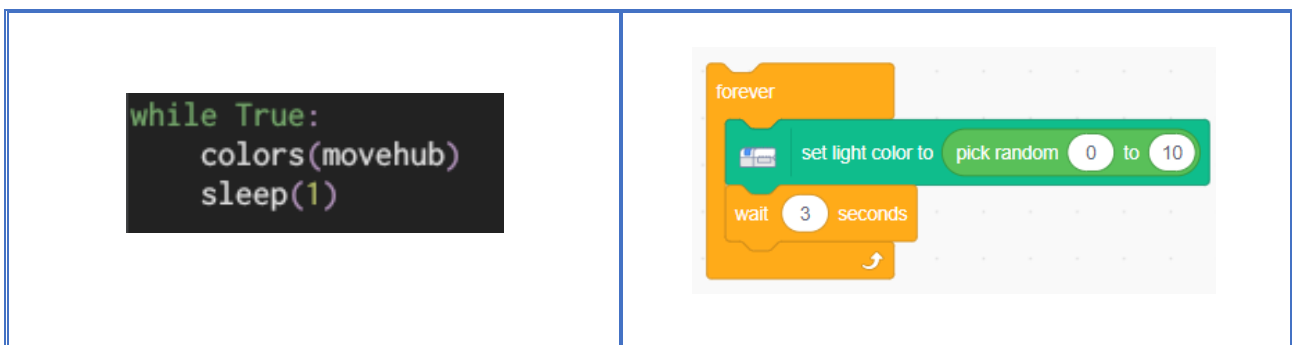 while True:
    colors(movehub)
    sleep(1)
forever
set light color to pick random 0 to 10
wait 3 seconds